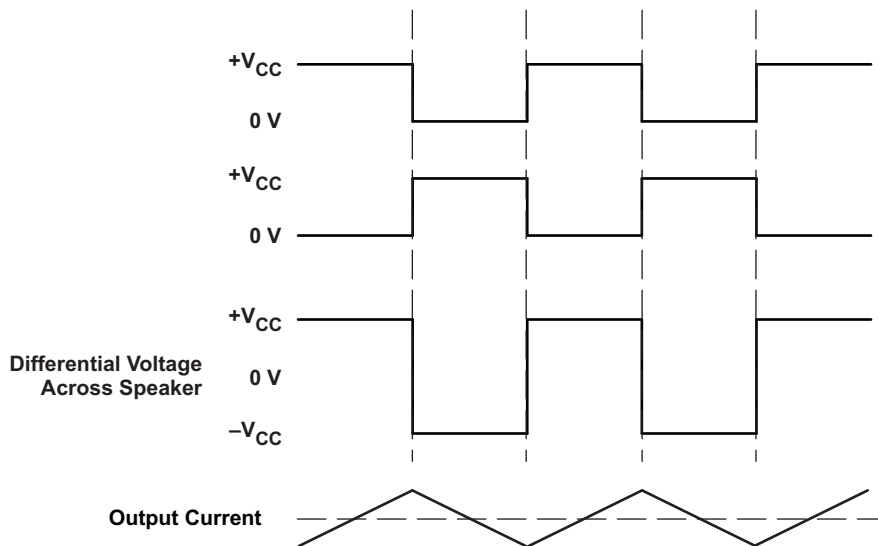 +VCC
0 V
+VCC
0 V
+VCC
Differential Voltage
Across Speaker
0 V
–VCC
Output Current